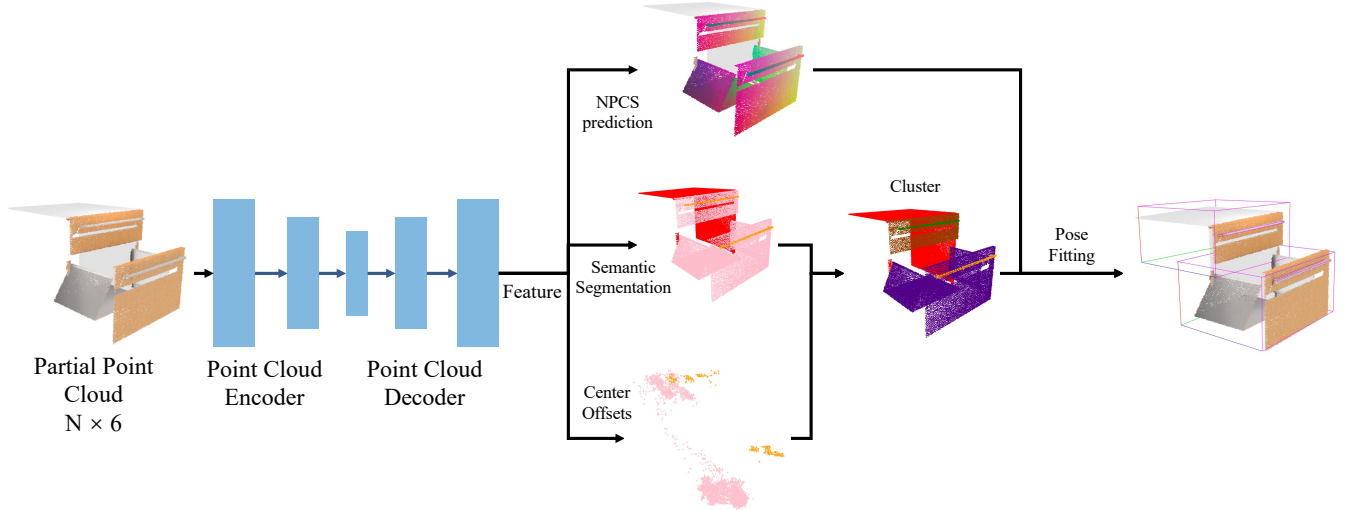 Partial Point
Cloud
N × 6
Point Cloud
Encoder
Point Cloud
Decoder
Feature
NPCS
prediction
Semantic
Segmentation
Center
Offsets
Cluster
Pose
Fitting